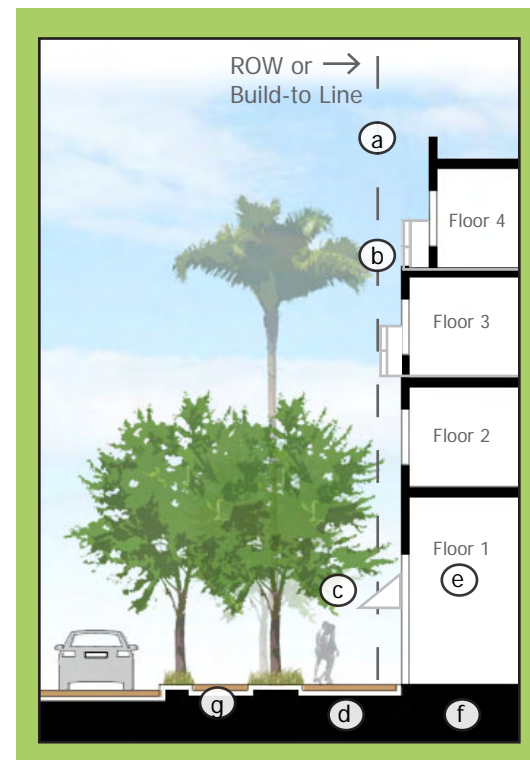 ROW or →
Build-to Line
a
Floor 4
b
Floor 3
Floor 2
Floor 1
c
e
g
d
f